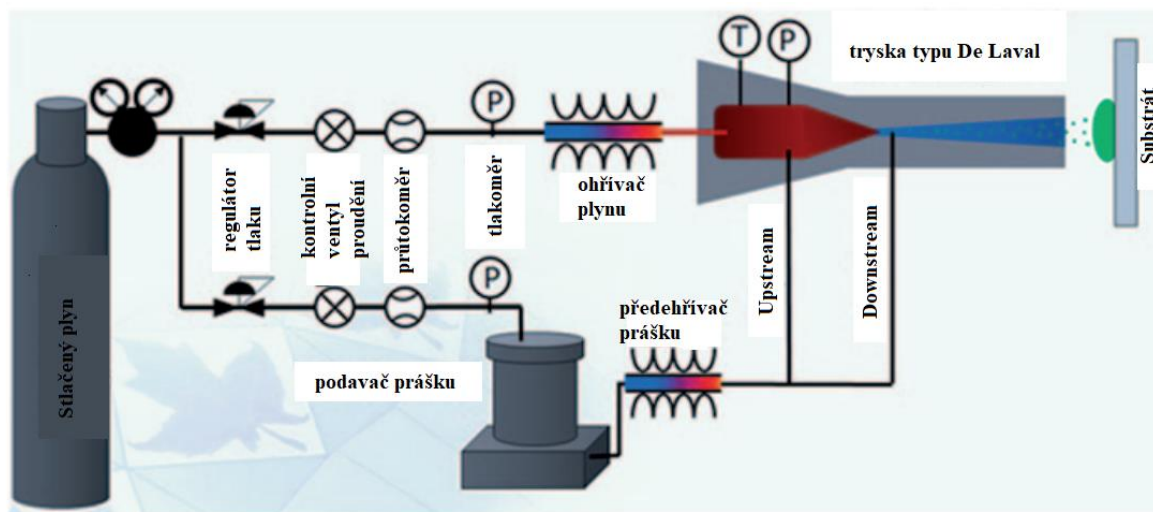 T
P
tryska typu De Laval
Substrát
P
regulátor
tlaku
kontrolní
ventyl
proudění
průtokoměr
tlakoměr
ohřívač
plynu
Upstream
Downstream
Stlačený plyn
P
podavač prášku
předehřívač
prášku